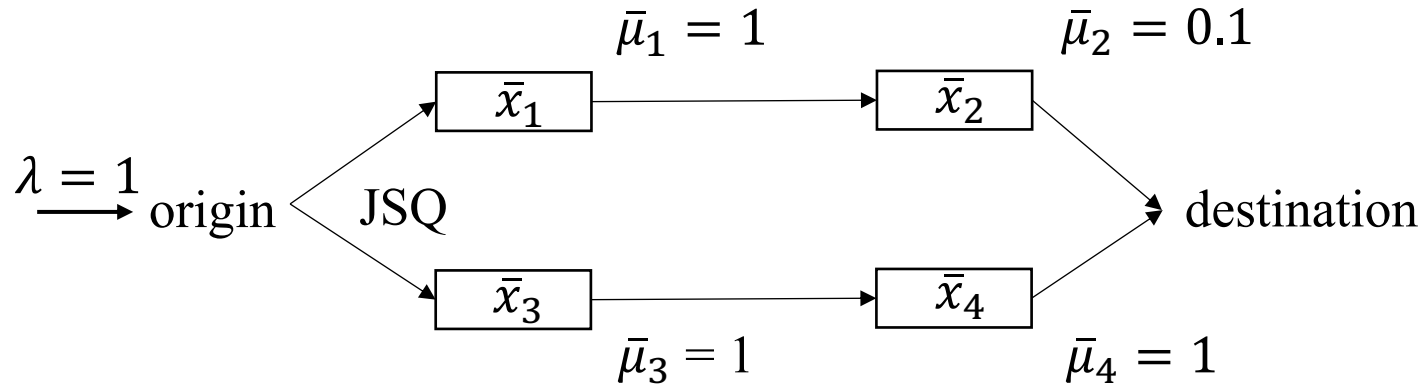 μ̄₁ = 1
μ̄₂ = 0.1
x̄₁
x̄₂
λ = 1
origin
JSQ
destination
x̄₃
x̄₄
μ̄₃ = 1
μ̄₄ = 1